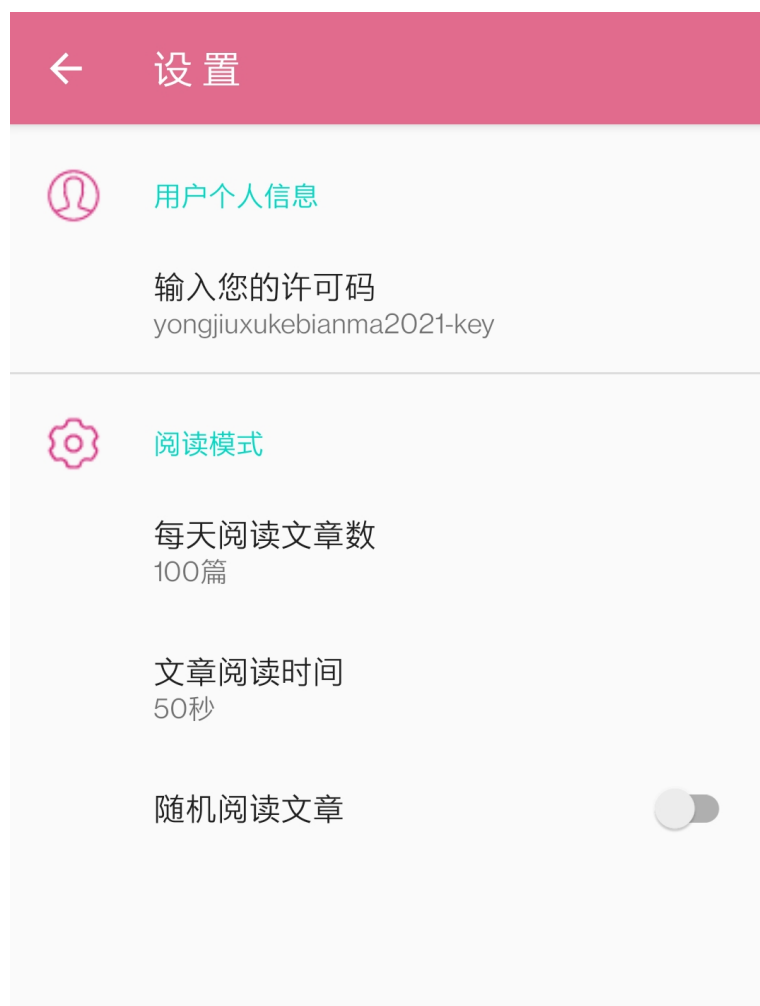 设置
用户个人信息
输入您的许可码
yongjiuxukebianma2021-key
阅读模式
每天阅读文章数
100篇
文章阅读时间
50秒
随机阅读文章